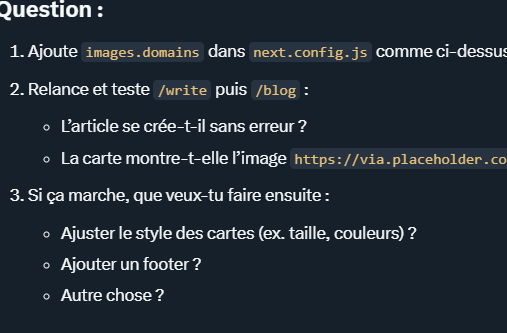 Question :
1. Ajoute images.domains dans next.config.js comme ci-dessus
2. Relance et teste /write puis /blog :
L’article se crée-t-il sans erreur ?
La carte montre-t-elle l’image https://via.placeholder.co
3. Si ça marche, que veux-tu faire ensuite :
Ajuster le style des cartes (ex. taille, couleurs) ?
Ajouter un footer ?
Autre chose ?